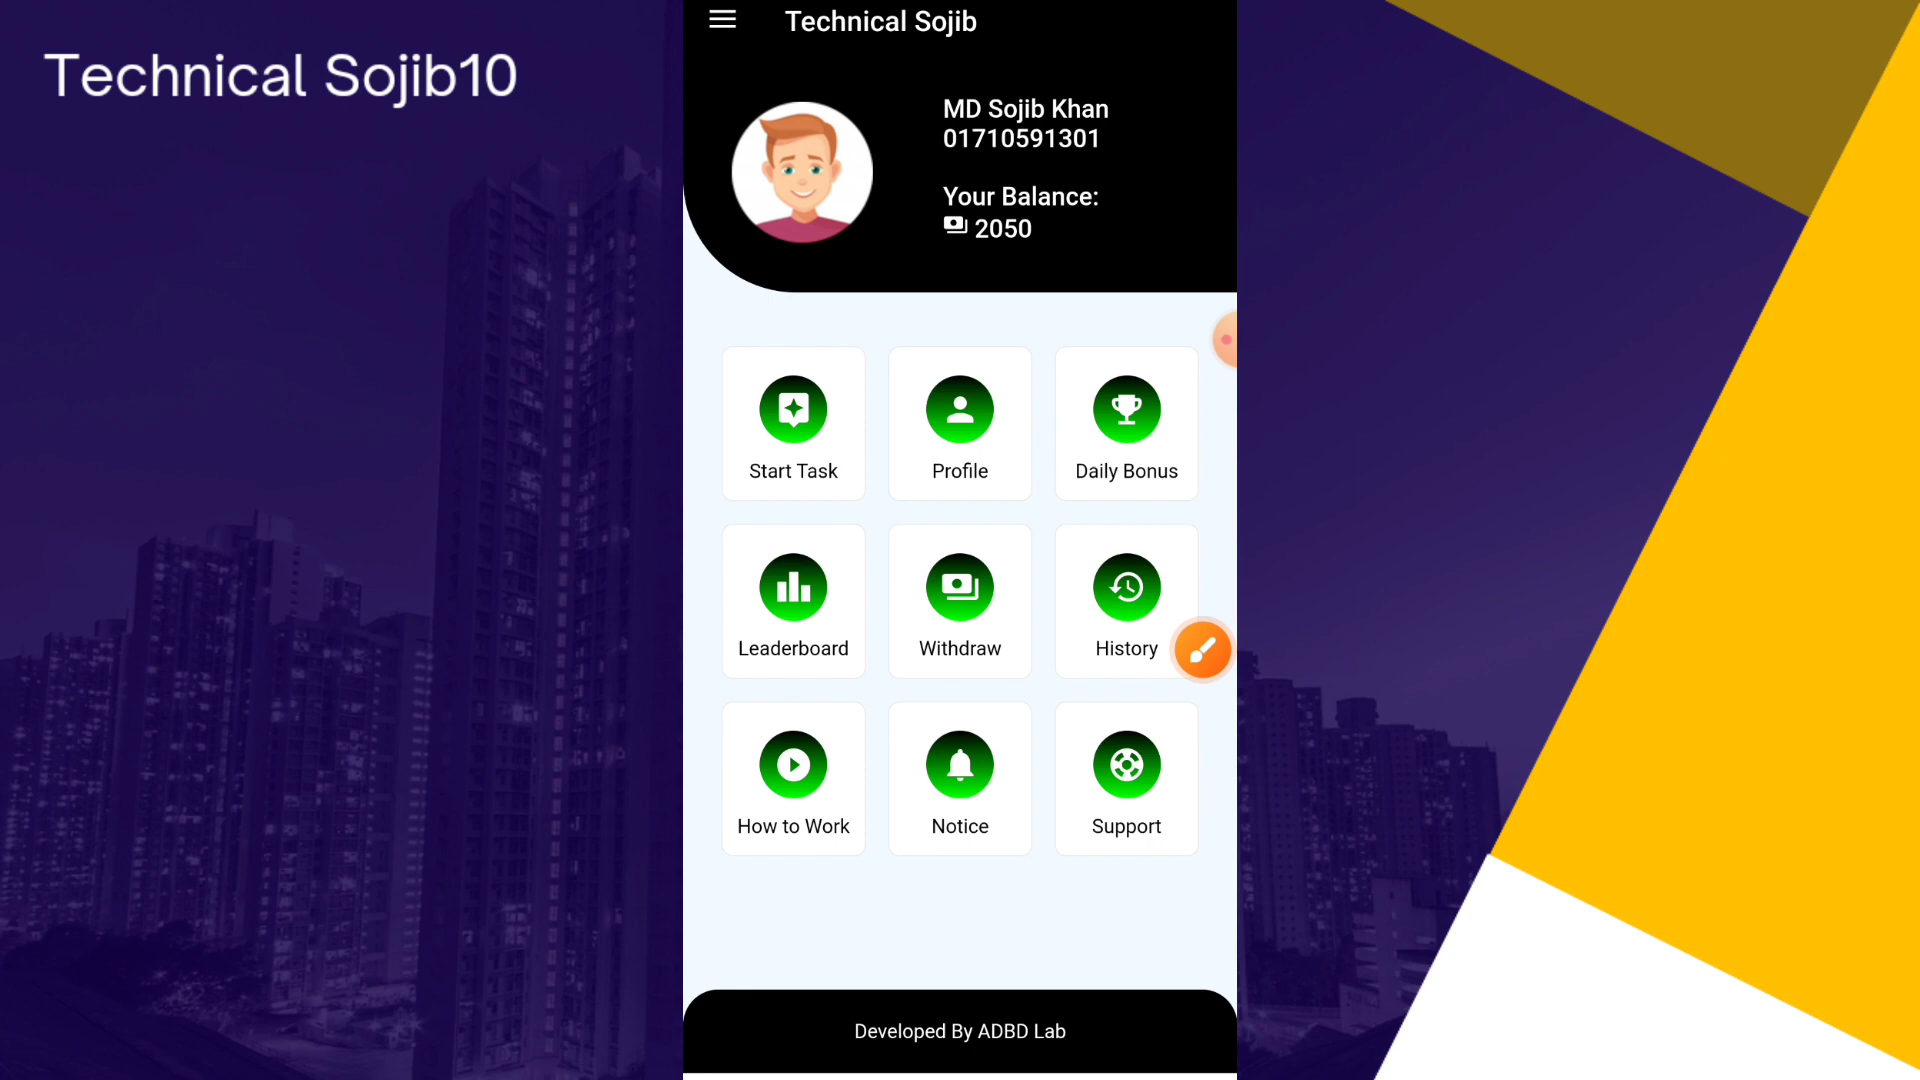 Technical Sojib10
Technical Sojib
MD Sojib Khan
01710591301
Your Balance:
2050
Start Task
Profile
Daily Bonus
Leaderboard
Withdraw
History
How to Work
Notice
Support
Developed By ADBD Lab